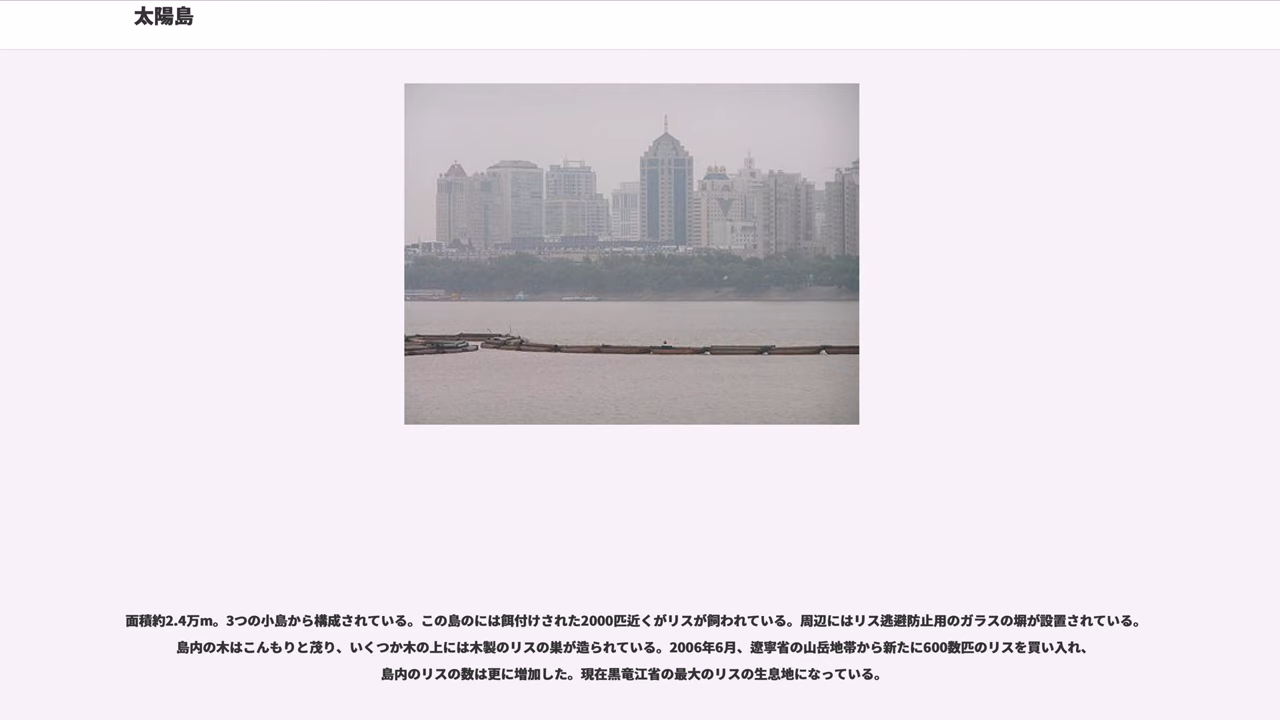 太陽島
面積約2.4万m。3つの小島から構成されている。この島のには餌付けされた2000匹近くがリスが飼われている。周辺にはリス逃避防止用のガラスの塀が設置されている。
島内の木はこんもりと茂り、いくつか木の上には木製のリスの巣が造られている。2006年6月、遼寧省の山岳地帯から新たに600数匹のリスを買い入れ、
島内のリスの数は更に増加した。現在黒竜江省の最大のリスの生息地になっている。